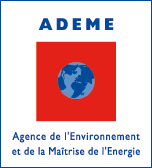 ADEME
Agence de l'Environnement
et de la Maîtrise de l'Energie